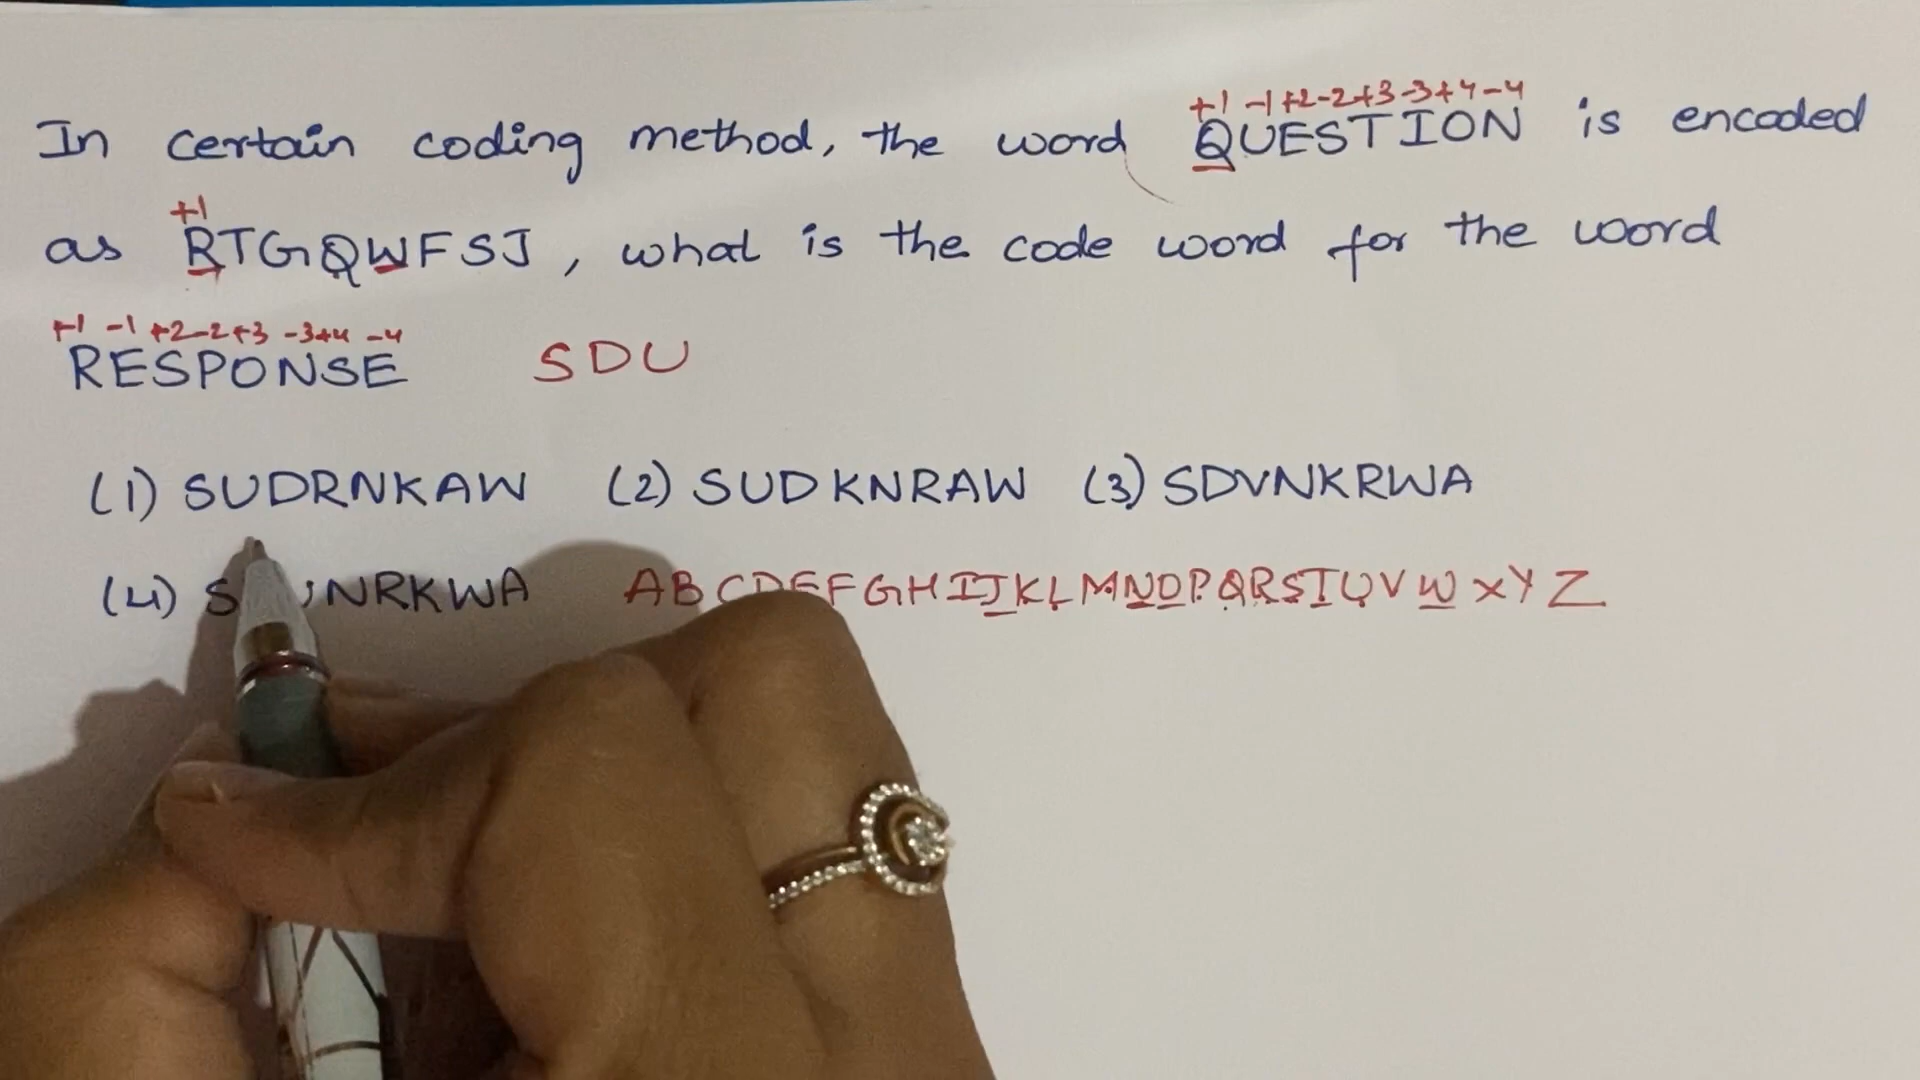 +1 -1 +2 -2 +3 -3 +4 -4
In certain coding method, the word QUESTION is encoded
+1
as RTGQWFSJ, what is the code word for the word
+1 -1 +2 -2 +3 -3 +4 -4
RESPONSE SDU
(1) SUDRNKAW (2) SUDKNRAW (3) SDVNKRWA
(4) S NRKWA ABCDEFGHIJKLMNOPQRSTUVWXYZ